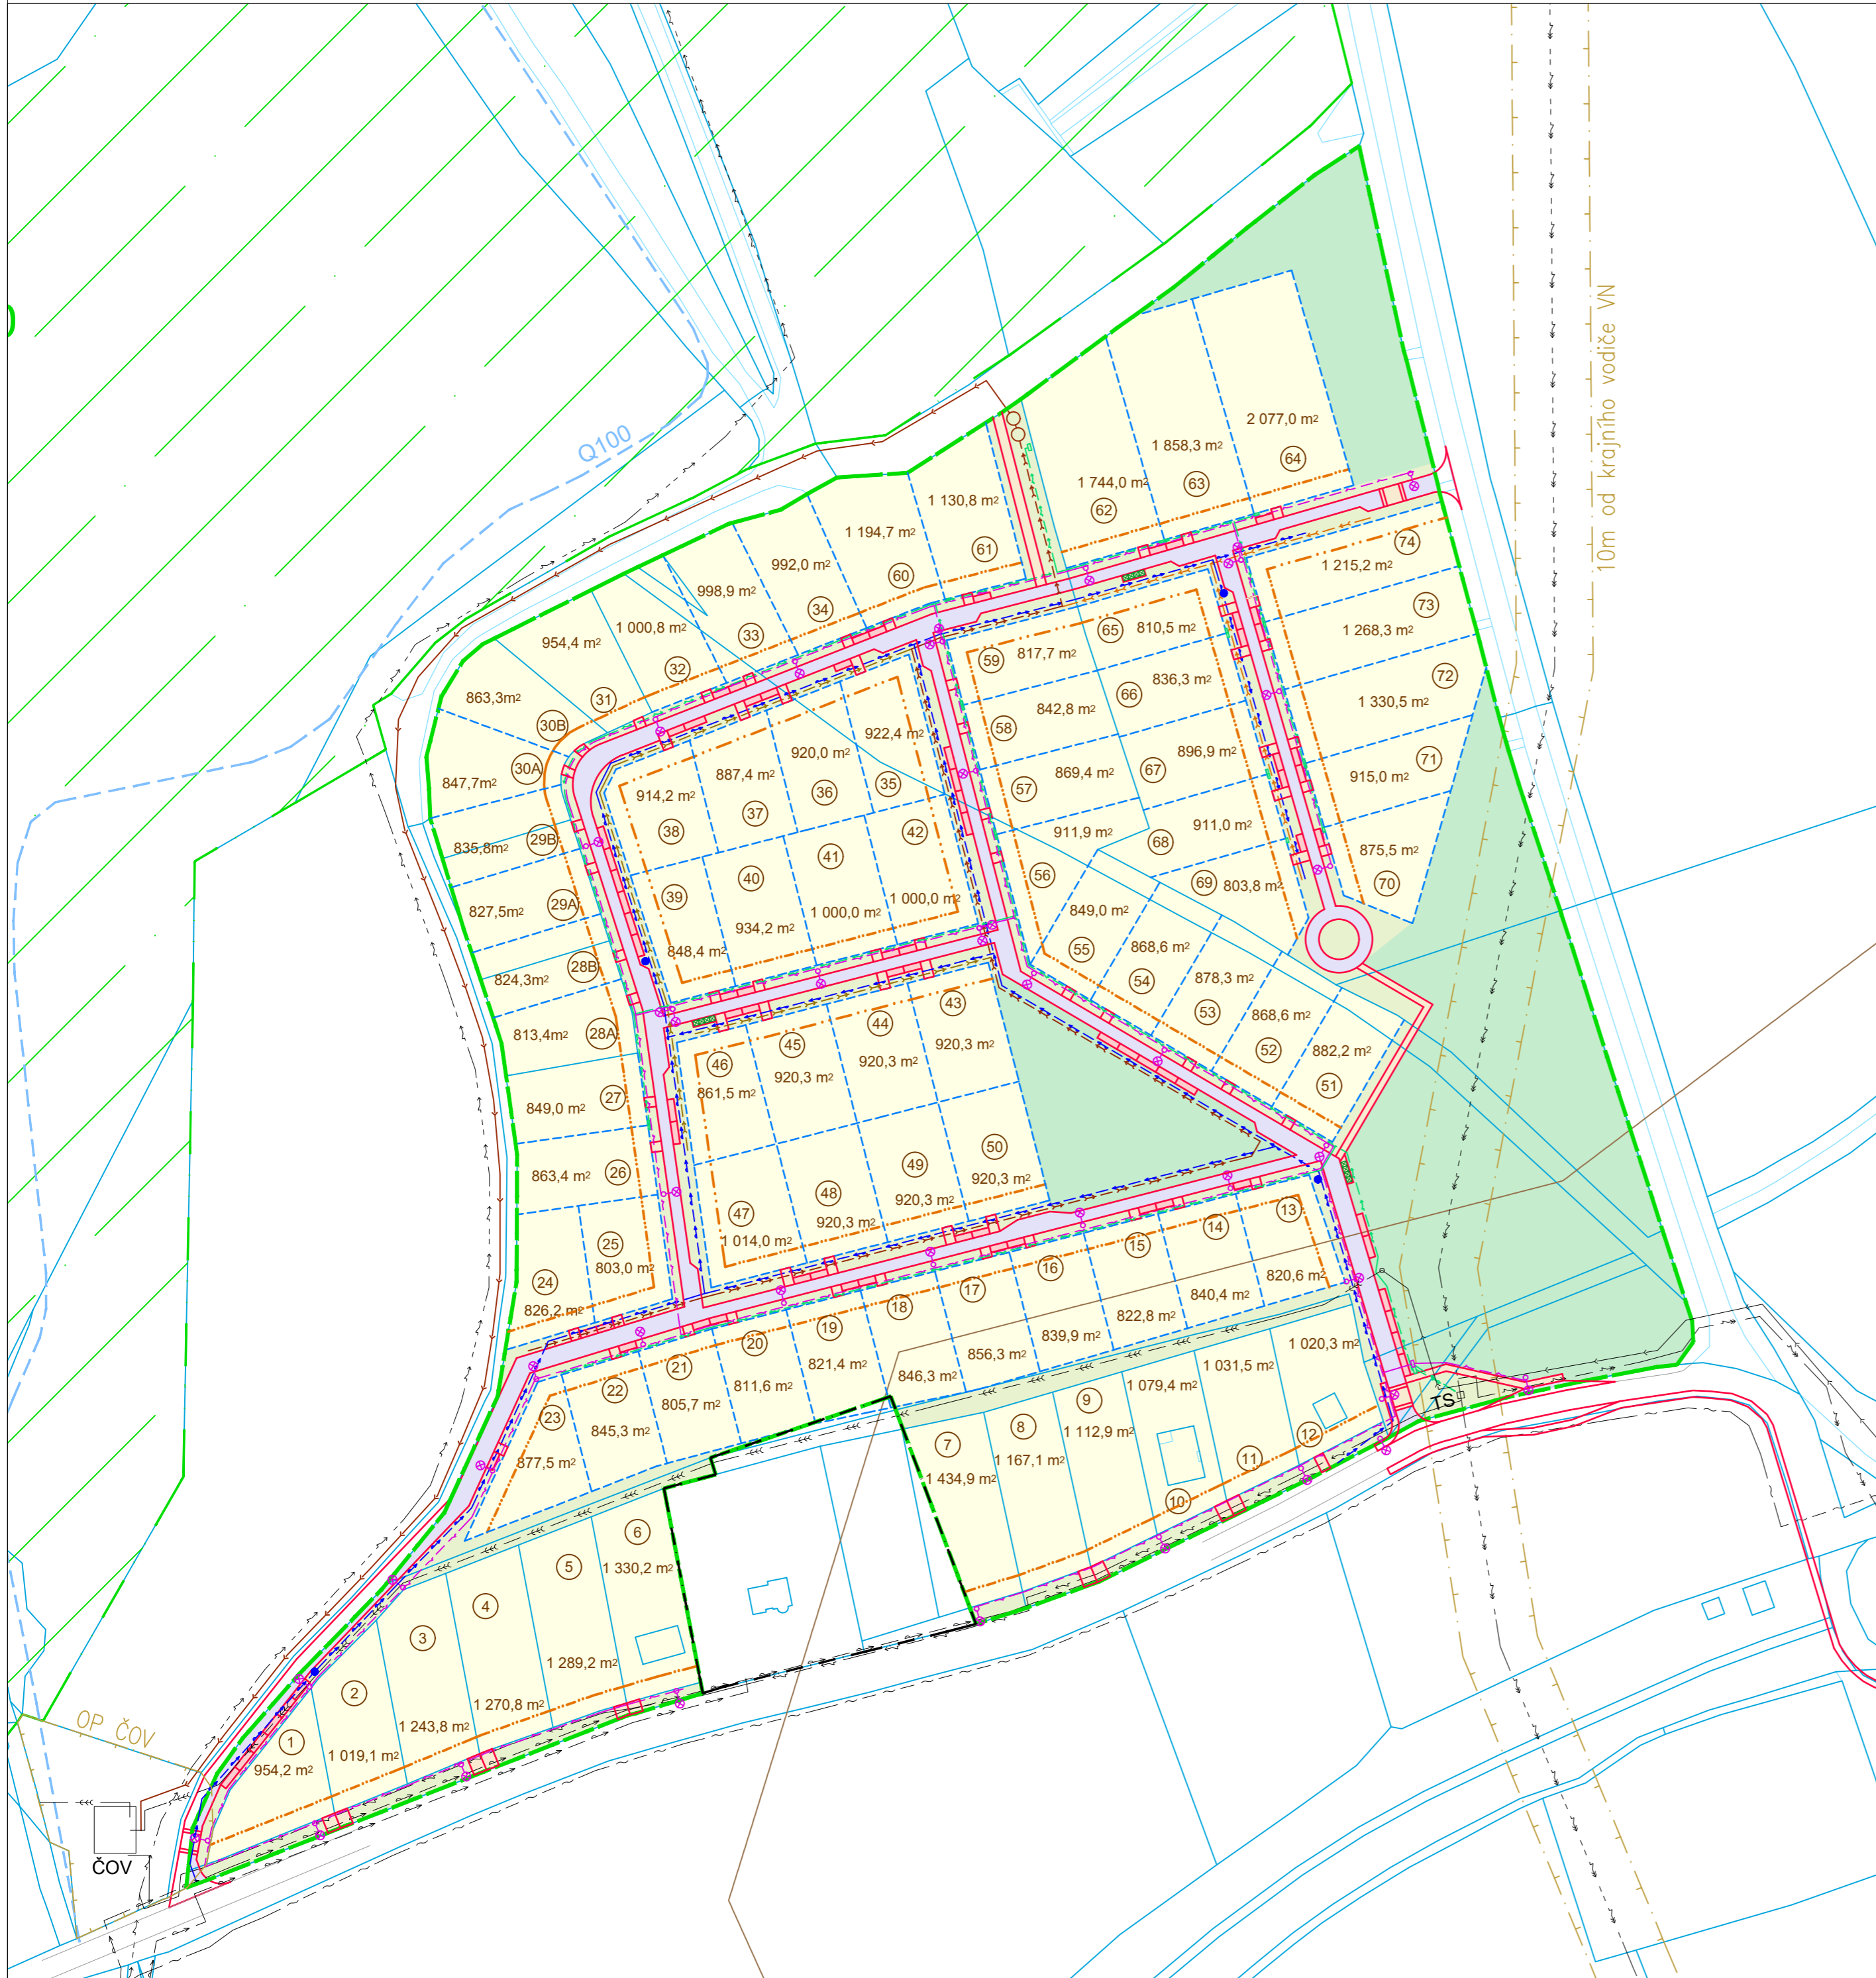 10m od krajního vodiče VN
Q100
2 077,0 m²
64
1 858,3 m²
63
1 744,0 m²
62
1 130,8 m²
61
1 194,7 m²
60
992,0 m²
34
998,9 m²
33
1 000,8 m²
32
954,4 m²
31
863,3m²
30B
847,7m²
30A
835,8m²
29B
827,5m²
29A
824,3m²
28B
813,4m²
28A
849,0 m²
27
863,4 m²
26
25
803,0 m²
24
826,2 m²
74
1 215,2 m²
73
1 268,3 m²
72
1 330,5 m²
71
915,0 m²
875,5 m²
70
65
810,5 m²
59
817,7 m²
66
836,3 m²
842,8 m²
58
896,9 m²
67
869,4 m²
57
911,0 m²
68
911,9 m²
56
69
803,8 m²
849,0 m²
55
868,6 m²
54
878,3 m²
53
868,6 m²
52
882,2 m²
51
922,4 m²
35
920,0 m²
36
887,4 m²
37
914,2 m²
38
42
1 000,0 m²
41
1 000,0 m²
40
934,2 m²
39
848,4 m²
43
920,3 m²
44
920,3 m²
45
920,3 m²
46
861,5 m²
50
920,3 m²
49
920,3 m²
48
920,3 m²
47
1 014,0 m²
13
820,6 m²
14
840,4 m²
15
822,8 m²
16
839,9 m²
17
856,3 m²
18
846,3 m²
19
821,4 m²
20
811,6 m²
21
805,7 m²
22
845,3 m²
23
877,5 m²
1 020,3 m²
12
1 031,5 m²
11
1 079,4 m²
10
9
1 112,9 m²
8
1 167,1 m²
7
1 434,9 m²
6
1 330,2 m²
5
1 289,2 m²
4
1 270,8 m²
3
1 243,8 m²
2
1 019,1 m²
1
954,2 m²
TS
OP ČOV
ČOV